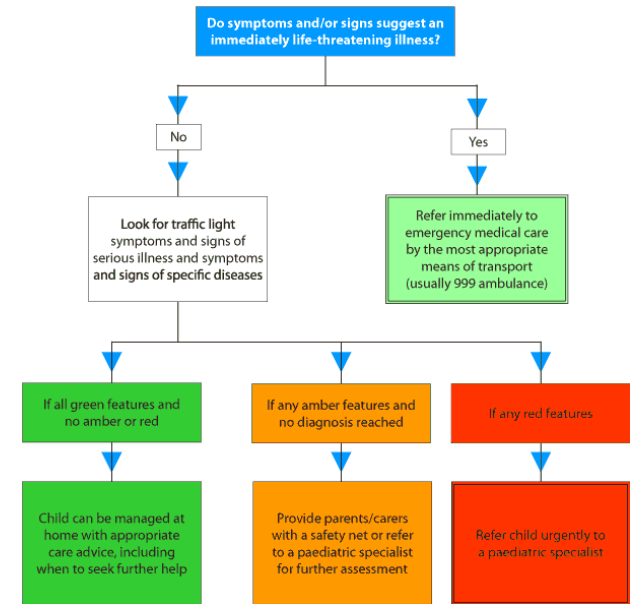 Do symptoms and/or signs suggest an
immediately life-threatening illness?
No
Yes
Look for traffic light
symptoms and signs of
serious illness and symptoms
and signs of specific diseases
Refer immediately to
emergency medical care
by the most appropriate
means of transport
(usually 999 ambulance)
If all green features and
no amber or red
If any amber features and
no diagnosis reached
If any red features
Child can be managed at
home with appropriate
care advice, including
when to seek further help
Provide parents/carers
with a safety net or refer
to a paediatric specialist
for further assessment
Refer child urgently to
a paediatric specialist